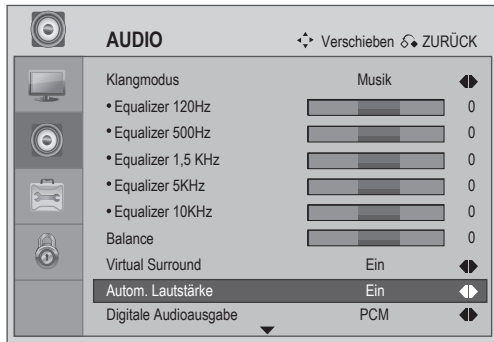 AUDIO Verschieben ZURÜCK
Klangmodus Musik
• Equalizer 120Hz 0
• Equalizer 500Hz 0
• Equalizer 1,5 KHz 0
• Equalizer 5KHz 0
• Equalizer 10KHz 0
Balance 0
Virtual Surround Ein
Autom. Lautstärke Ein
Digitale Audioausgabe PCM